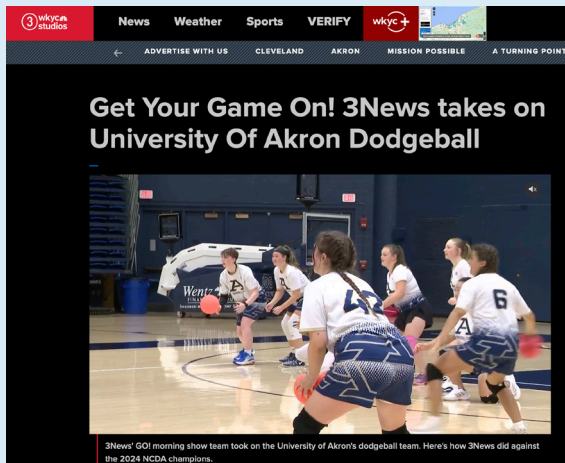 3 wkyc studios
News Weather Sports VERIFY wkyc+
ADVERTISE WITH US CLEVELAND AKRON MISSION POSSIBLE A TURNING POINT
Get Your Game On! 3News takes on
University Of Akron Dodgeball
Wentz
A
6
3News' GO! morning show team took on the University of Akron's dodgeball team. Here's how 3News did against
the 2024 NCDA champions.